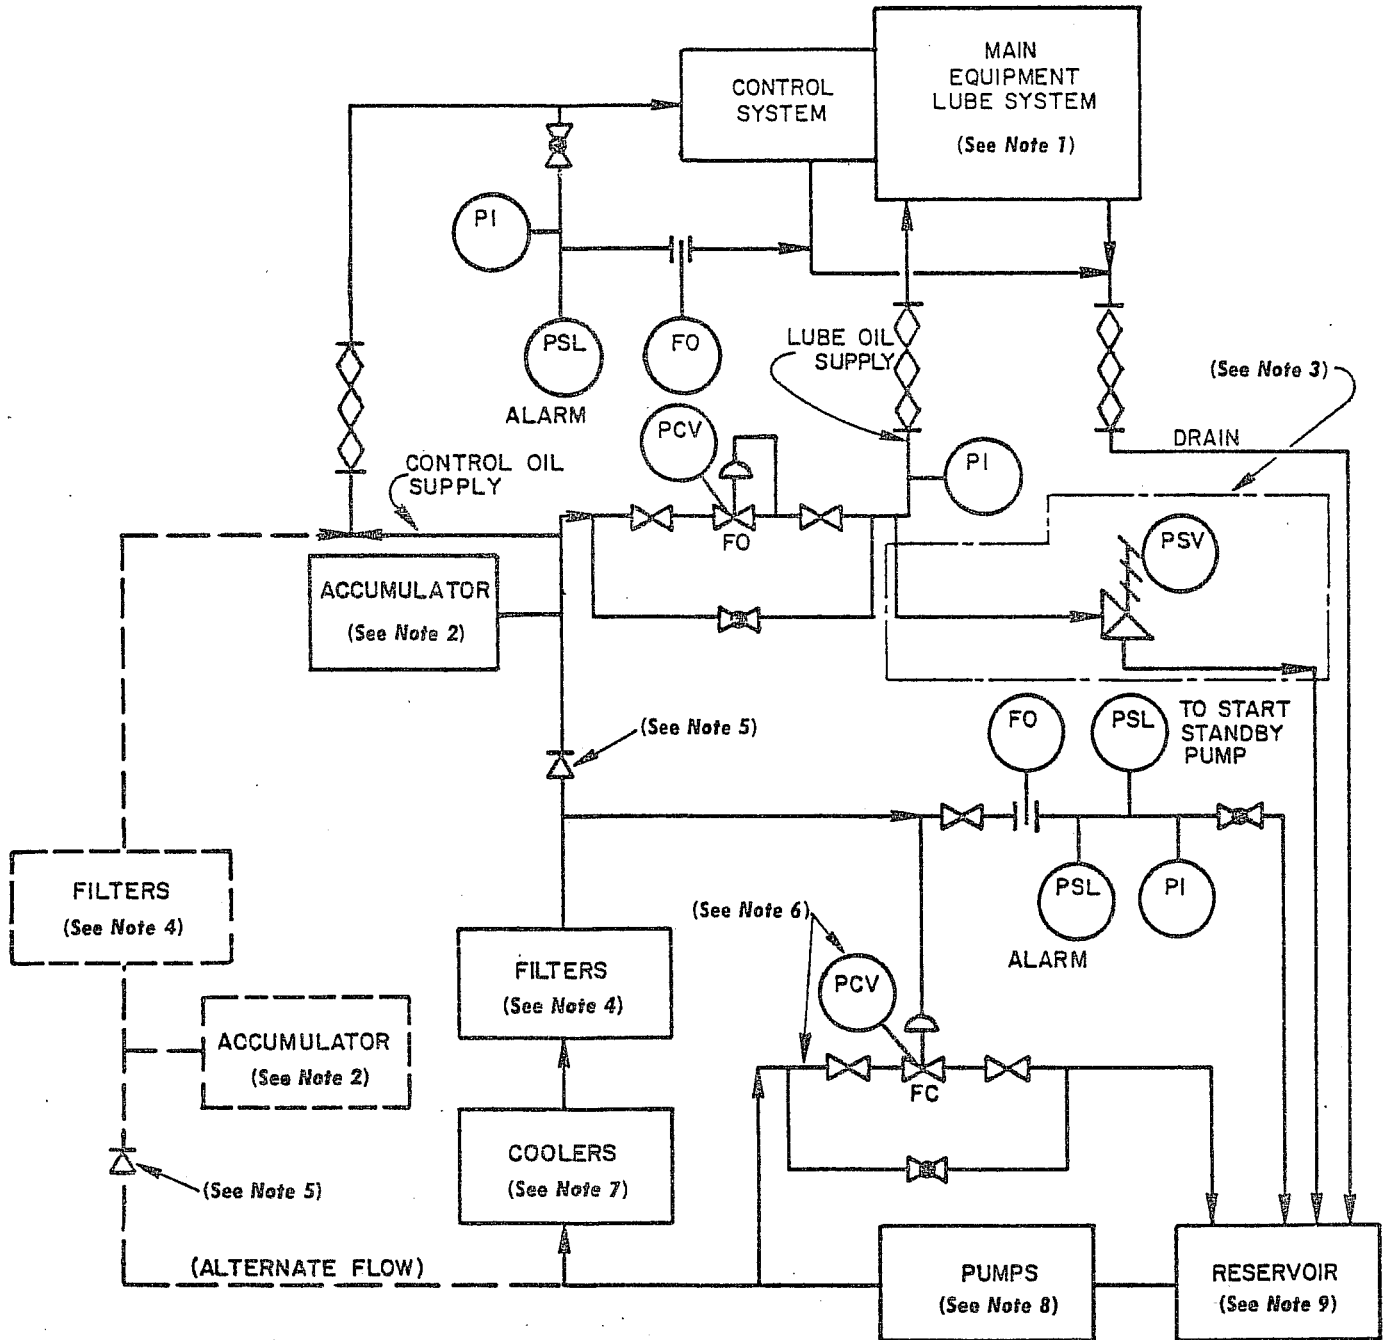 MAIN
EQUIPMENT
LUBE SYSTEM
(See Note 1)
CONTROL
SYSTEM
PI
PSL
ALARM
FO
LUBE OIL
SUPPLY
(See Note 3)
PCV
FO
PI
DRAIN
CONTROL OIL
SUPPLY
PSV
ACCUMULATOR
(See Note 2)
(See Note 5)
FO
PSL
TO START
STANDBY
PUMP
PSL
ALARM
PI
FILTERS
(See Note 4)
(See Note 6)
PCV
FC
FILTERS
(See Note 4)
ACCUMULATOR
(See Note 2)
COOLERS
(See Note 7)
(See Note 5)
(ALTERNATE FLOW)
PUMPS
(See Note 8)
RESERVOIR
(See Note 9)